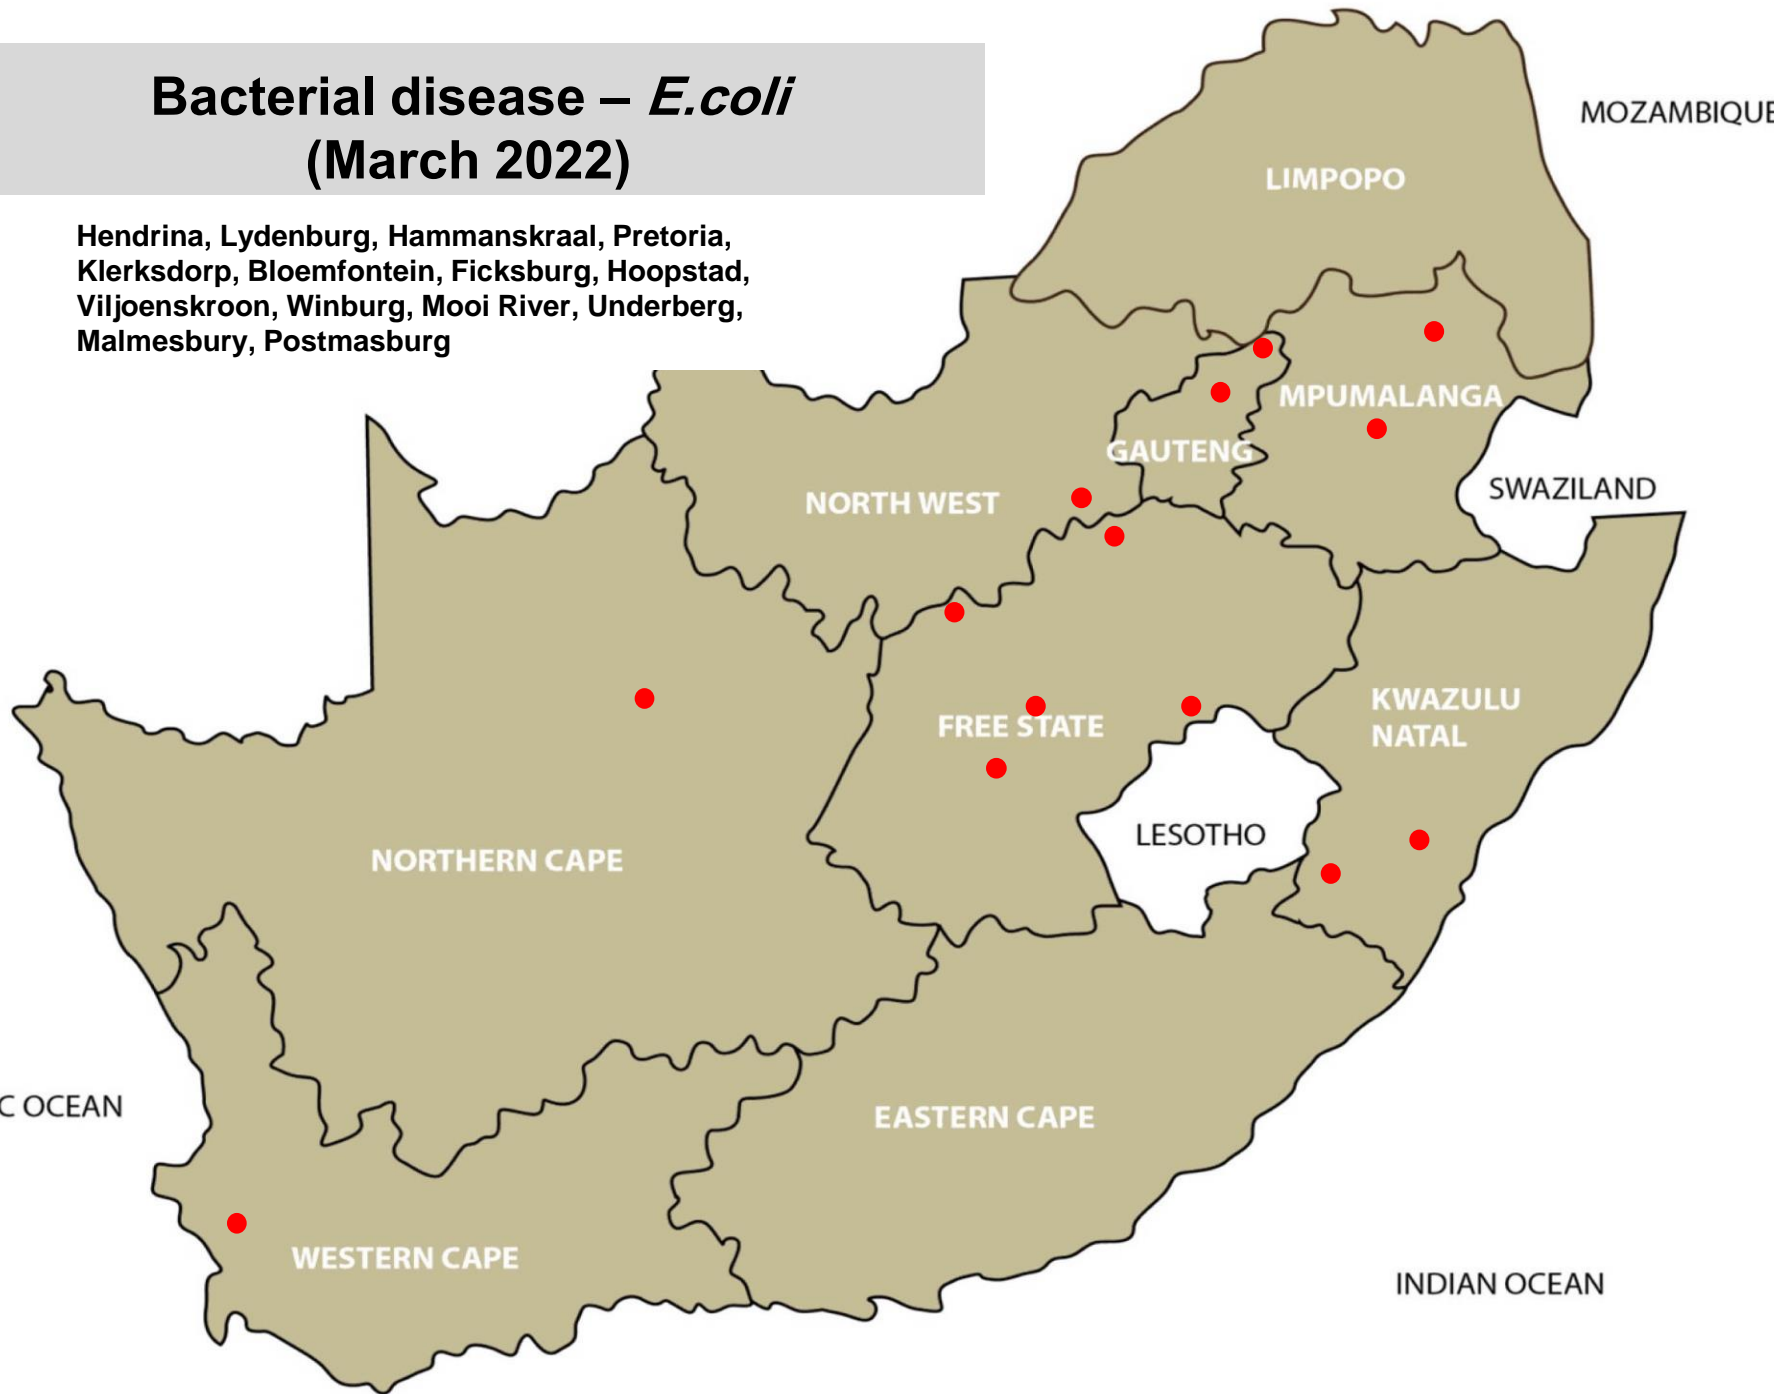 Bacterial disease – E.coli
(March 2022)
Hendrina, Lydenburg, Hammanskraal, Pretoria,
Klerksdorp, Bloemfontein, Ficksburg, Hoopstad,
Viljoenskroon, Winburg, Mooi River, Underberg,
Malmesbury, Postmasburg
MOZAMBIQUE
LIMPOPO
MPUMALANGA
GAUTENG
SWAZILAND
NORTH WEST
KWAZULU
NATAL
FREE STATE
LESOTHO
NORTHERN CAPE
C OCEAN
EASTERN CAPE
WESTERN CAPE
INDIAN OCEAN